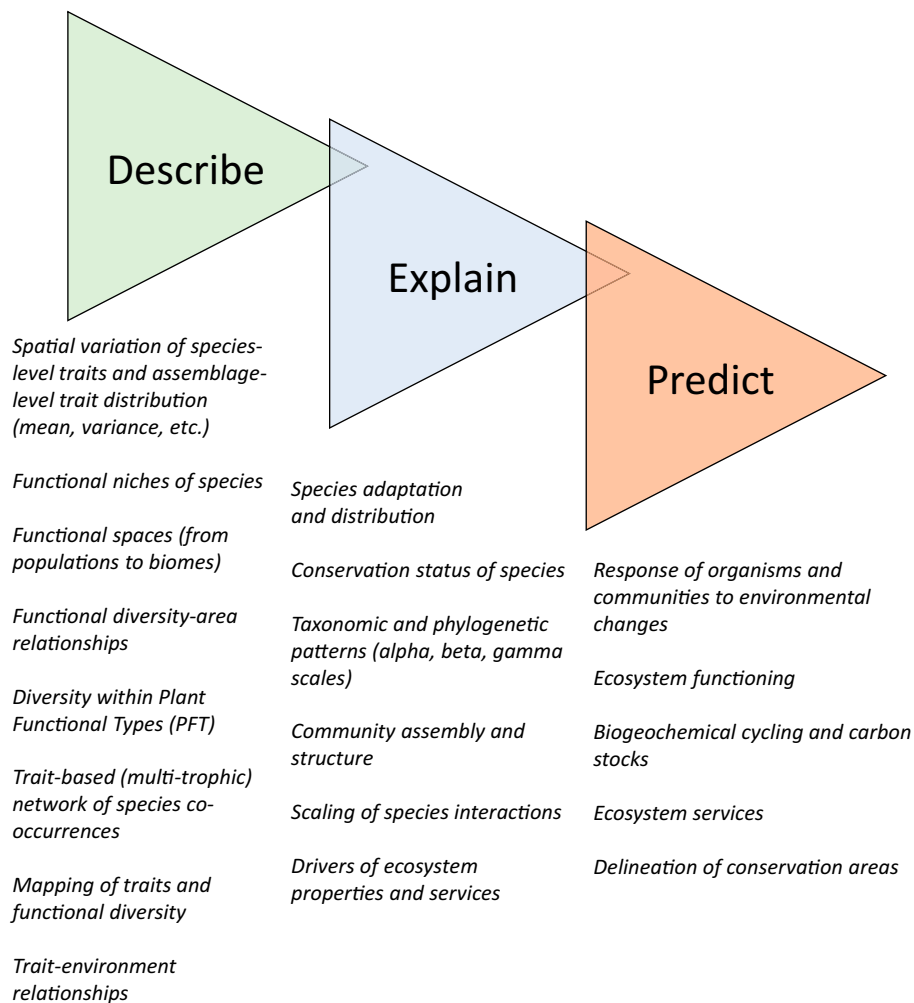 Describe
Spatial variation of species-
level traits and assemblage-
level trait distribution
(mean, variance, etc.)
Functional niches of species
Functional spaces (from
populations to biomes)
Functional diversity-area
relationships
Diversity within Plant
Functional Types (PFT)
Trait-based (multi-trophic)
network of species co-
occurrences
Mapping of traits and
functional diversity
Trait-environment
relationships
Explain
Species adaptation
and distribution
Conservation status of species
Taxonomic and phylogenetic
patterns (alpha, beta, gamma
scales)
Community assembly and
structure
Scaling of species interactions
Drivers of ecosystem
properties and services
Predict
Response of organisms and
communities to environmental
changes
Ecosystem functioning
Biogeochemical cycling and carbon
stocks
Ecosystem services
Delineation of conservation areas